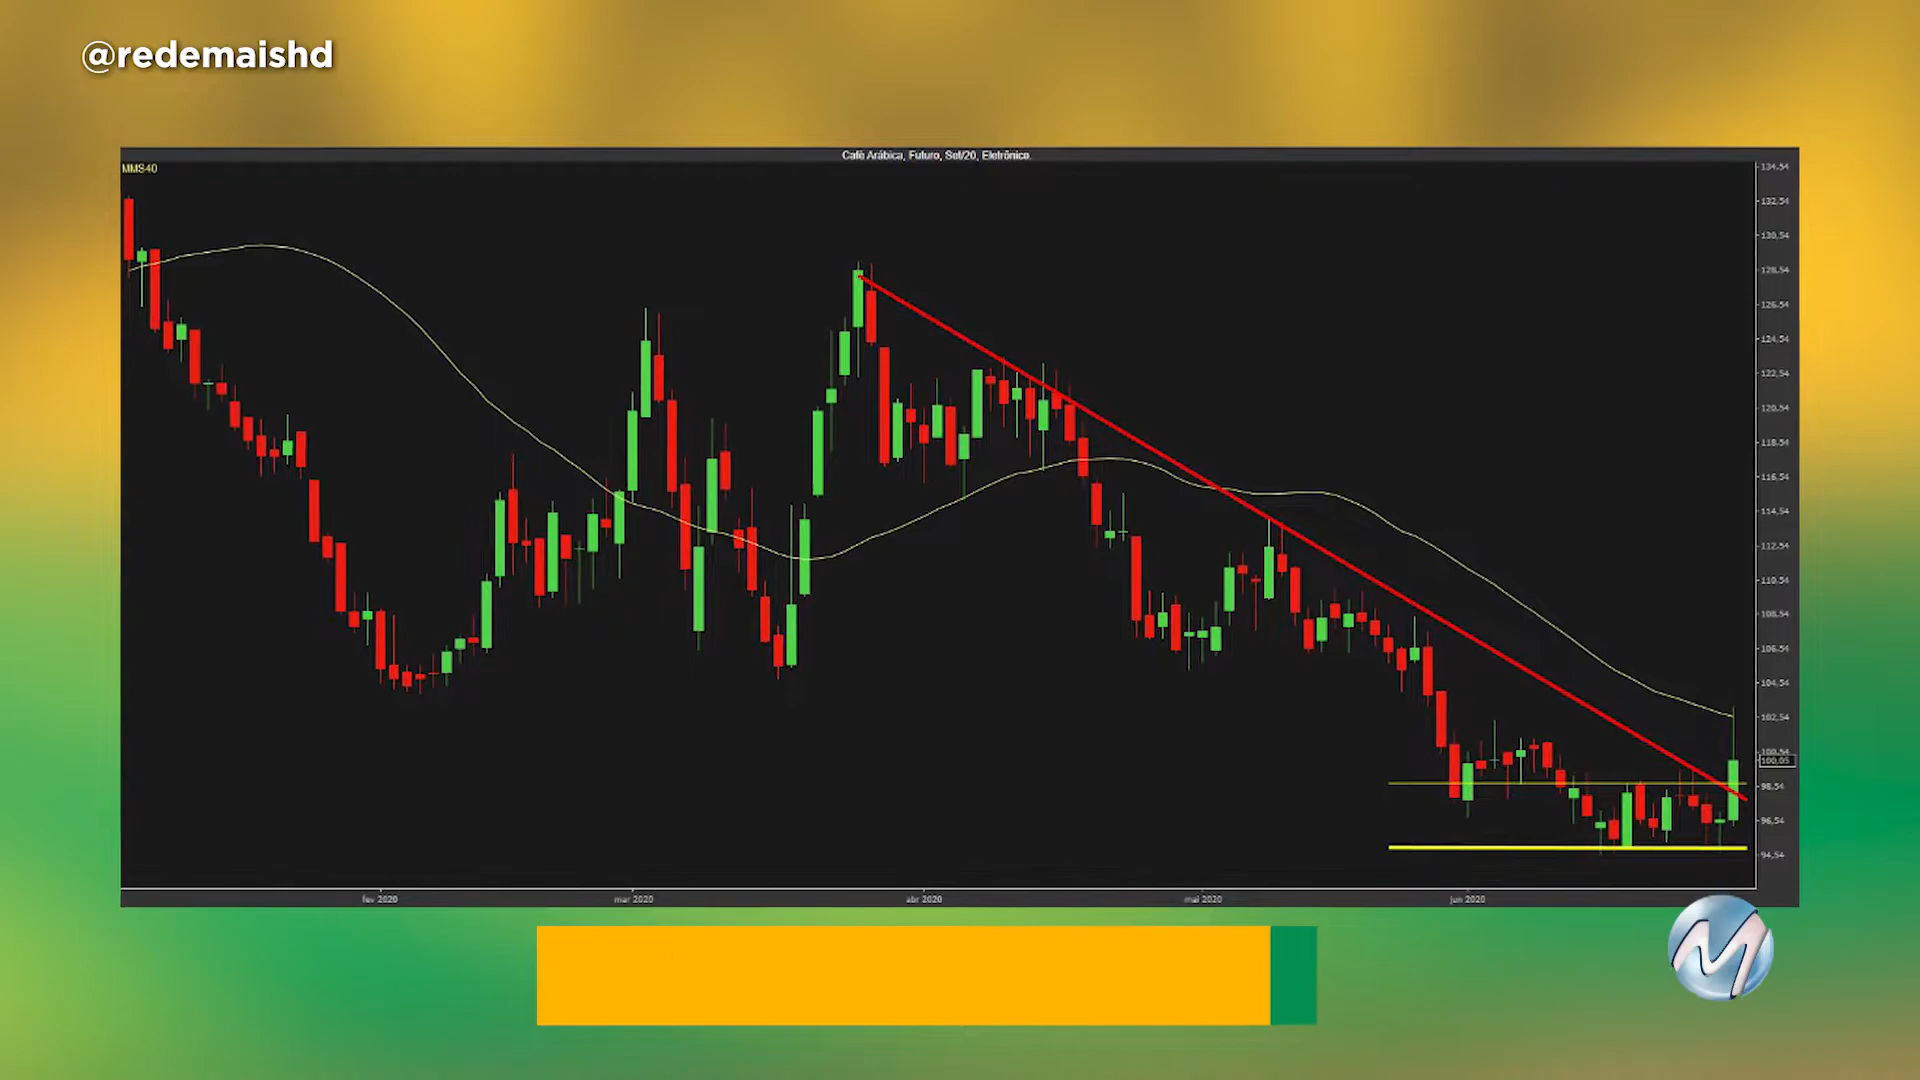 @redemaishd
Café Arábica, Futuro, Set/20, Eletrônico.
MMS40
134,54
132,54
130,54
128,54
126,54
124,54
122,54
120,54
118,54
116,54
114,54
112,54
110,54
108,54
106,54
104,54
102,54
100,54
100,05
98,54
96,54
94,54
fev 2020
mar 2020
abr 2020
mai 2020
jun 2020
M